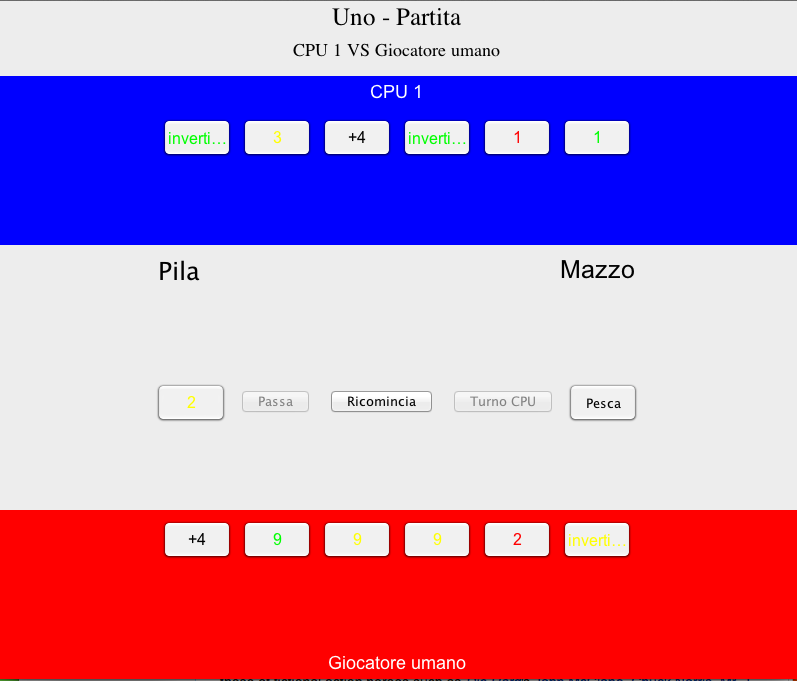 Uno - Partita
CPU 1 VS Giocatore umano
CPU 1
inverti... 3 +4 inverti... 1 1
Pila Mazzo
2 Passa Ricomincia Turno CPU Pesca
+4 9 9 9 2 inverti...
Giocatore umano